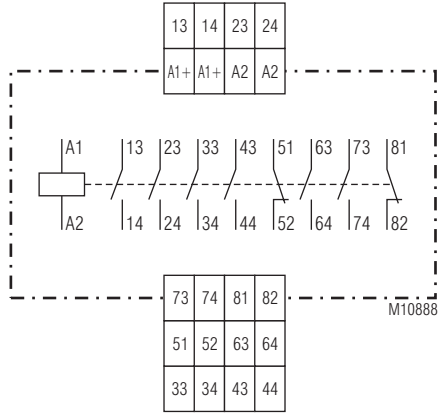 13 14 23 24
A1+ A1+ A2 A2
A1 13 23 33 43 51 63 73 81
A2 14 24 34 44 52 64 74 82
73 74 81 82
M10888
51 52 63 64
33 34 43 44